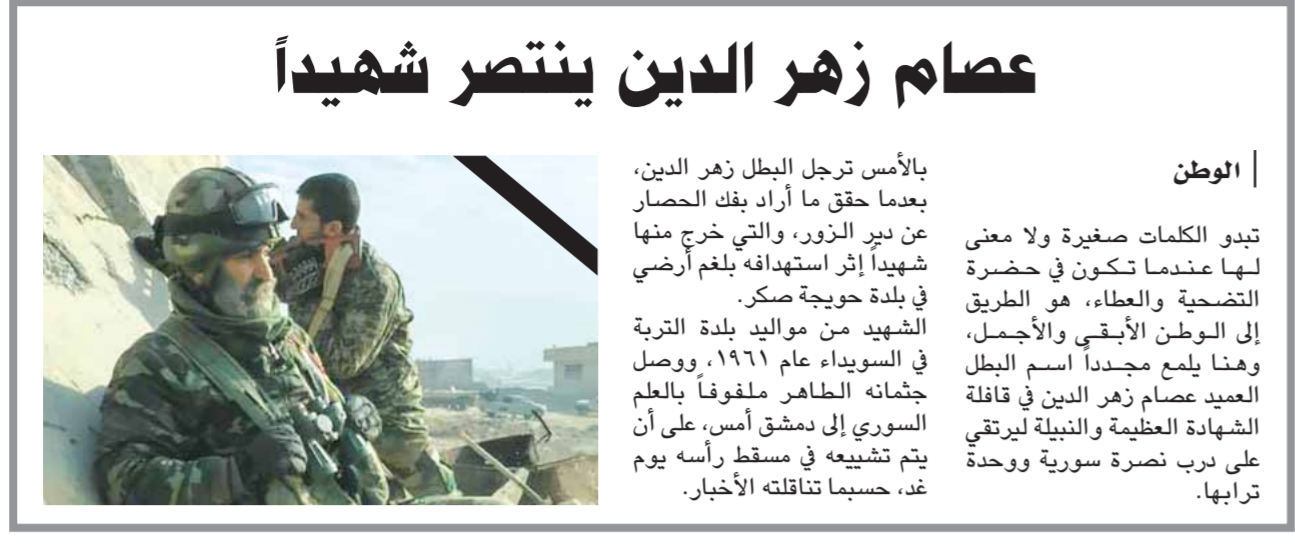 عصام زهر الدين ينتصر شهيداً
الوطن
تبدو الكلمات صغيرة ولا معنى
لها عندما تكون في حضرة
التضحية والعطاء، هو الطريق
إلى الوطن الأبقى والأجمل،
وهنا يلمع مجدداً اسم البطل
العميد عصام زهر الدين في قافلة
الشهادة العظيمة والنبيلة ليرتقي
على درب نصرة سورية ووحدة
ترابها.
بالأمس ترجل البطل زهر الدين،
بعدما حقق ما أراد بفك الحصار
عن دير الزور، والتي خرج منها
شهيداً إثر استهدافه بلغم أرضي
في بلدة حويجة صكر.
الشهيد من مواليد بلدة التربة
في السويداء عام ١٩٦١، ووصل
جثمانه الطاهر ملفوفاً بالعلم
السوري إلى دمشق أمس، على أن
يتم تشييعه في مسقط رأسه يوم
غد، حسبما تناقلته الأخبار.